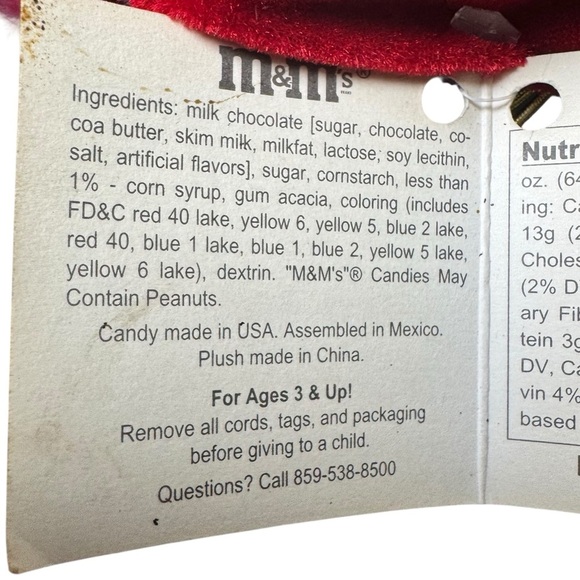 m&m's®
Ingredients: milk chocolate [sugar, chocolate, co-
coa butter, skim milk, milkfat, lactose, soy lecithin,
salt, artificial flavors], sugar, cornstarch, less than
1% - corn syrup, gum acacia, coloring (includes
FD&C red 40 lake, yellow 6, yellow 5, blue 2 lake,
red 40, blue 1 lake, blue 1, blue 2, yellow 5 lake,
yellow 6 lake), dextrin. "M&M's"® Candies May
Contain Peanuts.
Candy made in USA. Assembled in Mexico.
Plush made in China.
For Ages 3 & Up!
Remove all cords, tags, and packaging
before giving to a child.
Questions? Call 859-538-8500
Nutr
oz. (64
ing: Ca
13g (2
Choles
(2% D
ary Fib
tein 3g
DV, Ca
vin 4%
based